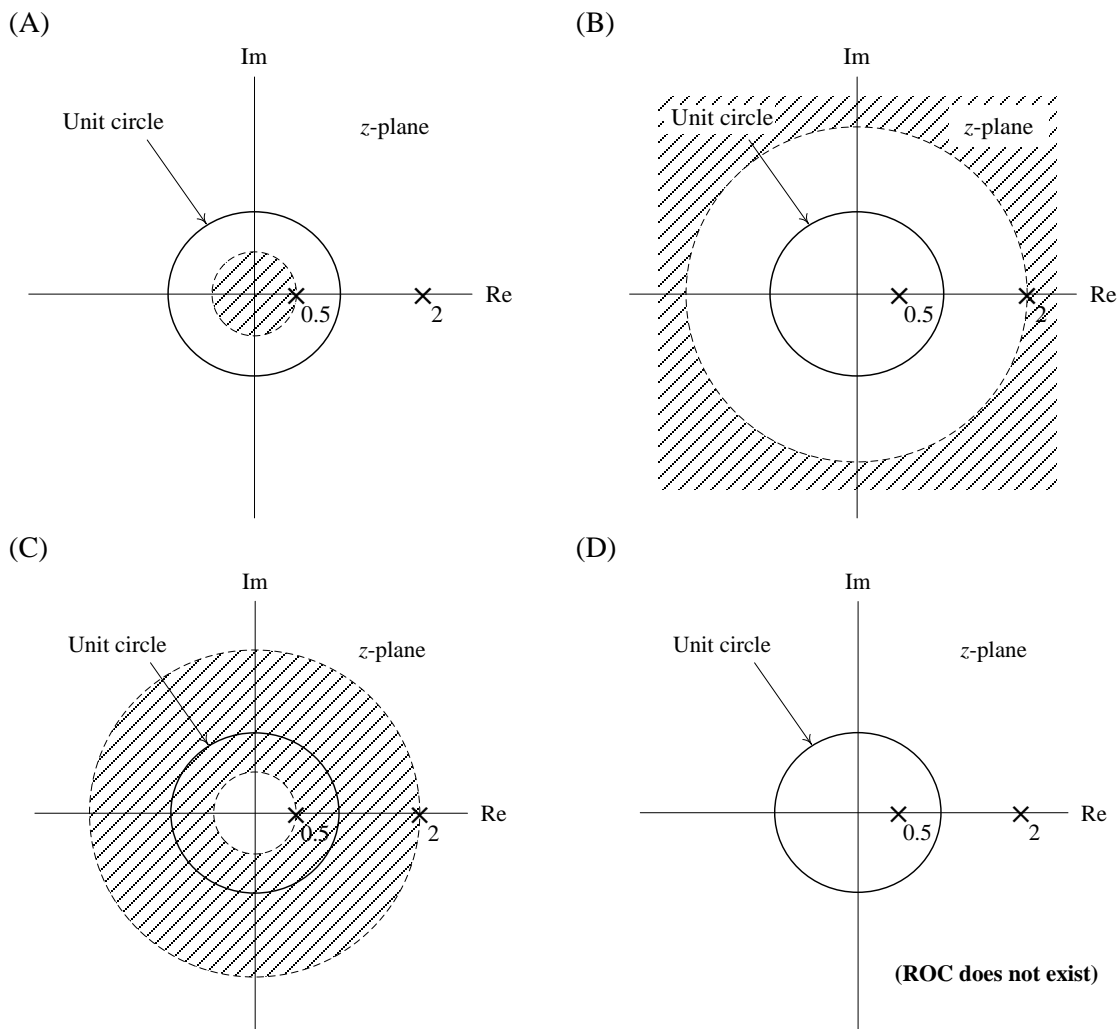 (A)
Im
Unit circle
z-plane
Re
0.5
2
(B)
Im
Unit circle
z-plane
Re
0.5
2
(C)
Im
Unit circle
z-plane
Re
0.5
2
(D)
Im
Unit circle
z-plane
Re
0.5
2
(ROC does not exist)